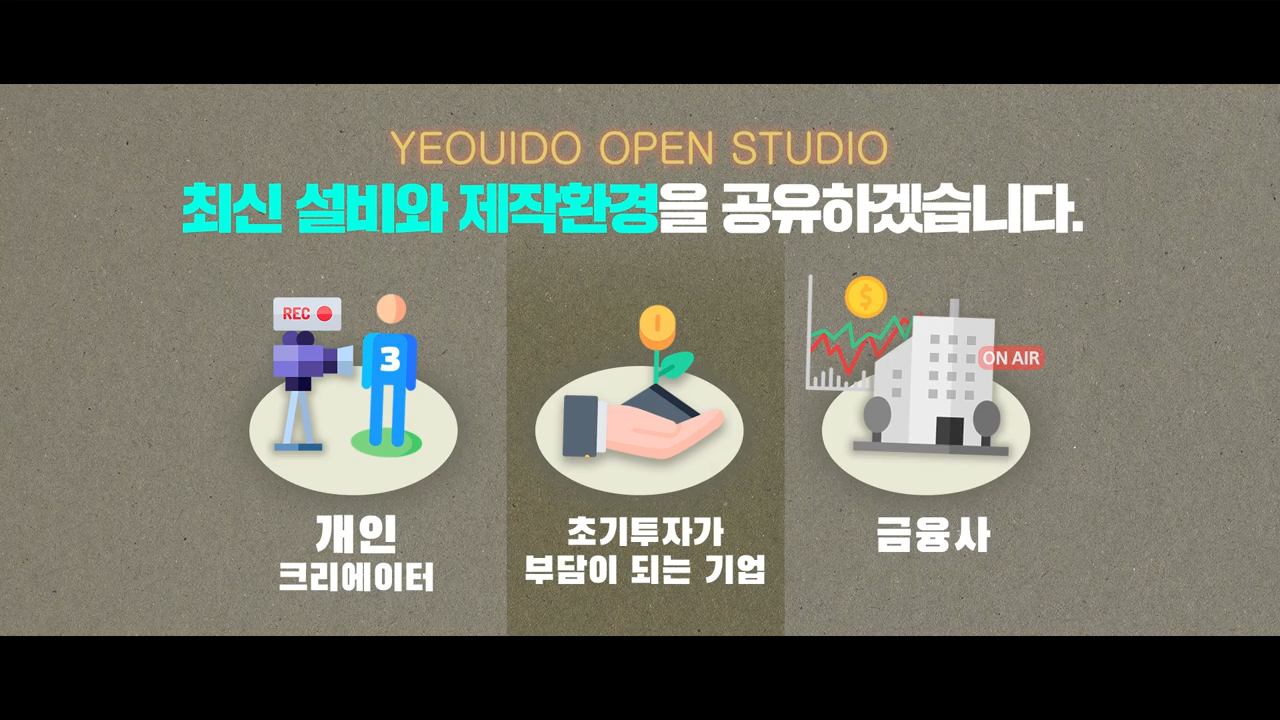 YEOUIDO OPEN STUDIO
최신 설비와 제작환경을 공유하겠습니다.
REC
3
$
ON AIR
개인
크리에이터
초기투자가
부담이 되는 기업
금융사